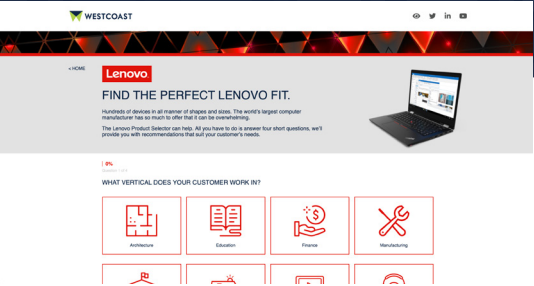 WESTCOAST
< HOME
Lenovo
FIND THE PERFECT LENOVO FIT.
Hundreds of devices in all manner of shapes and sizes. The world's largest computer
manufacturer has so much to offer that it can be overwhelming.
The Lenovo Product Selector can help. All you have to do is answer four short questions, we'll
provide you with recommendations that suit your customer's needs.
0%
WHAT VERTICAL DOES YOUR CUSTOMER WORK IN?
Architecture
Education
Finance
Manufacturing